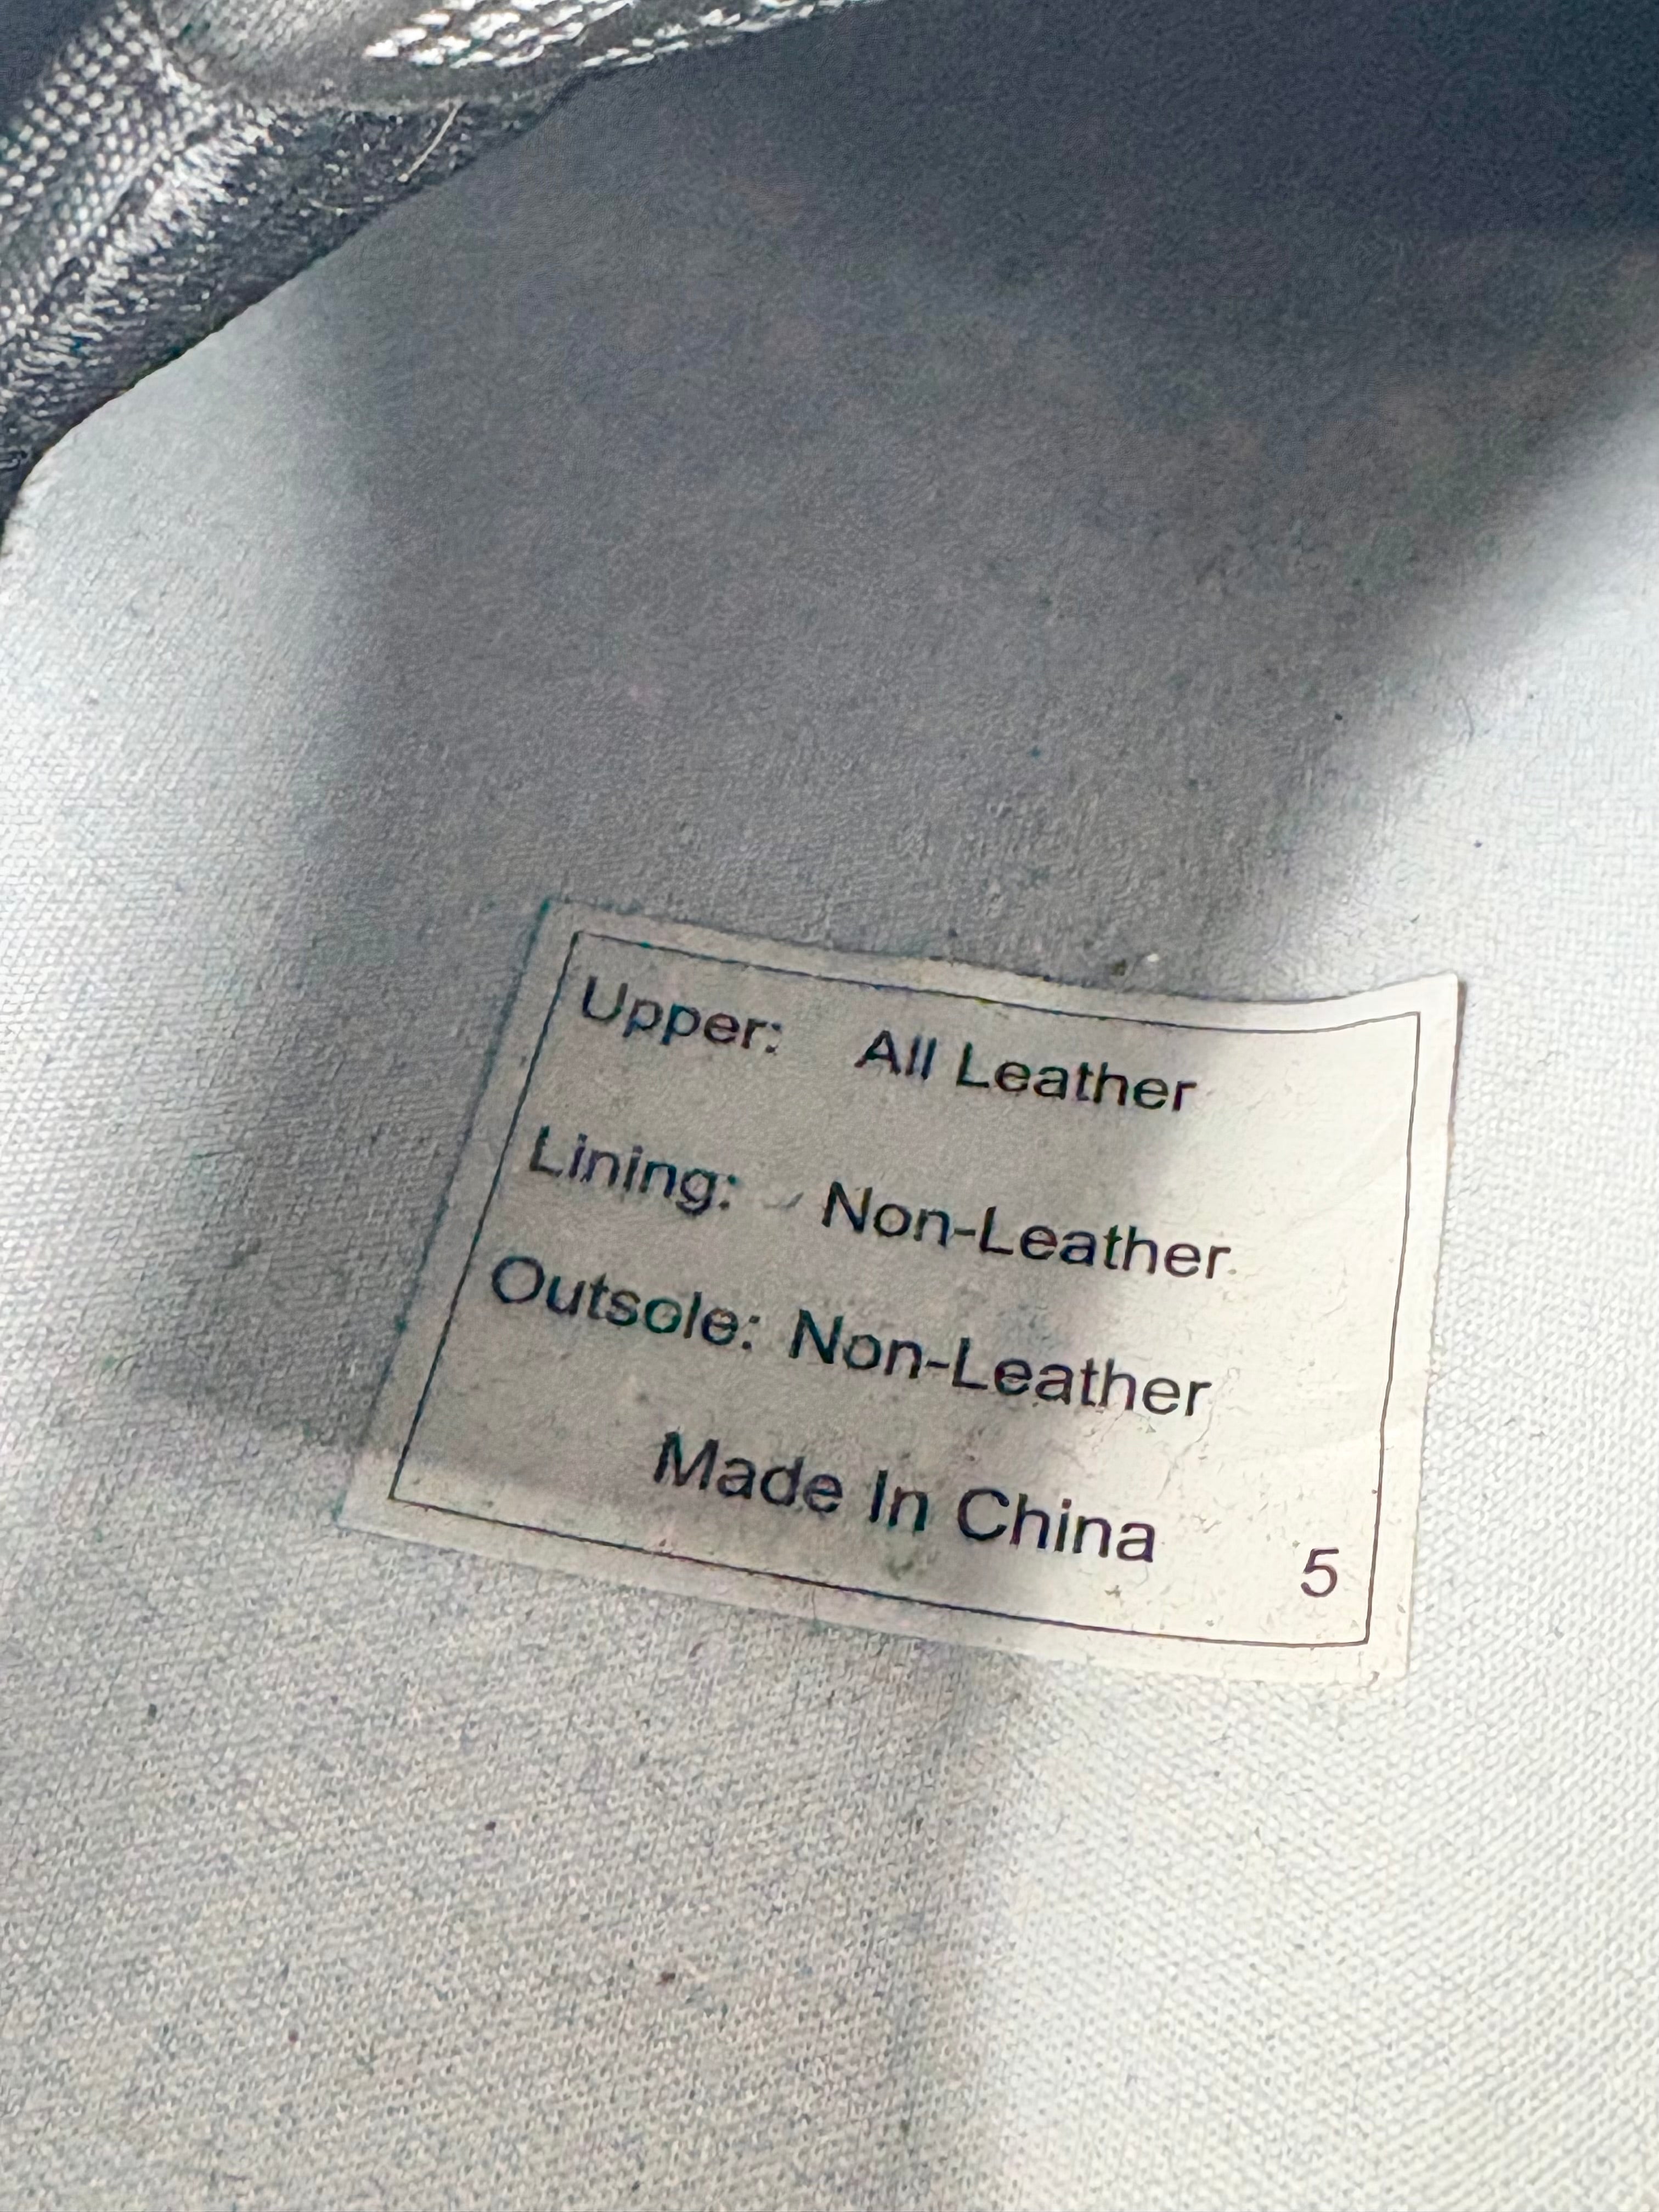 Upper: All Leather
Lining: Non-Leather
Outsole: Non-Leather
Made In China
5